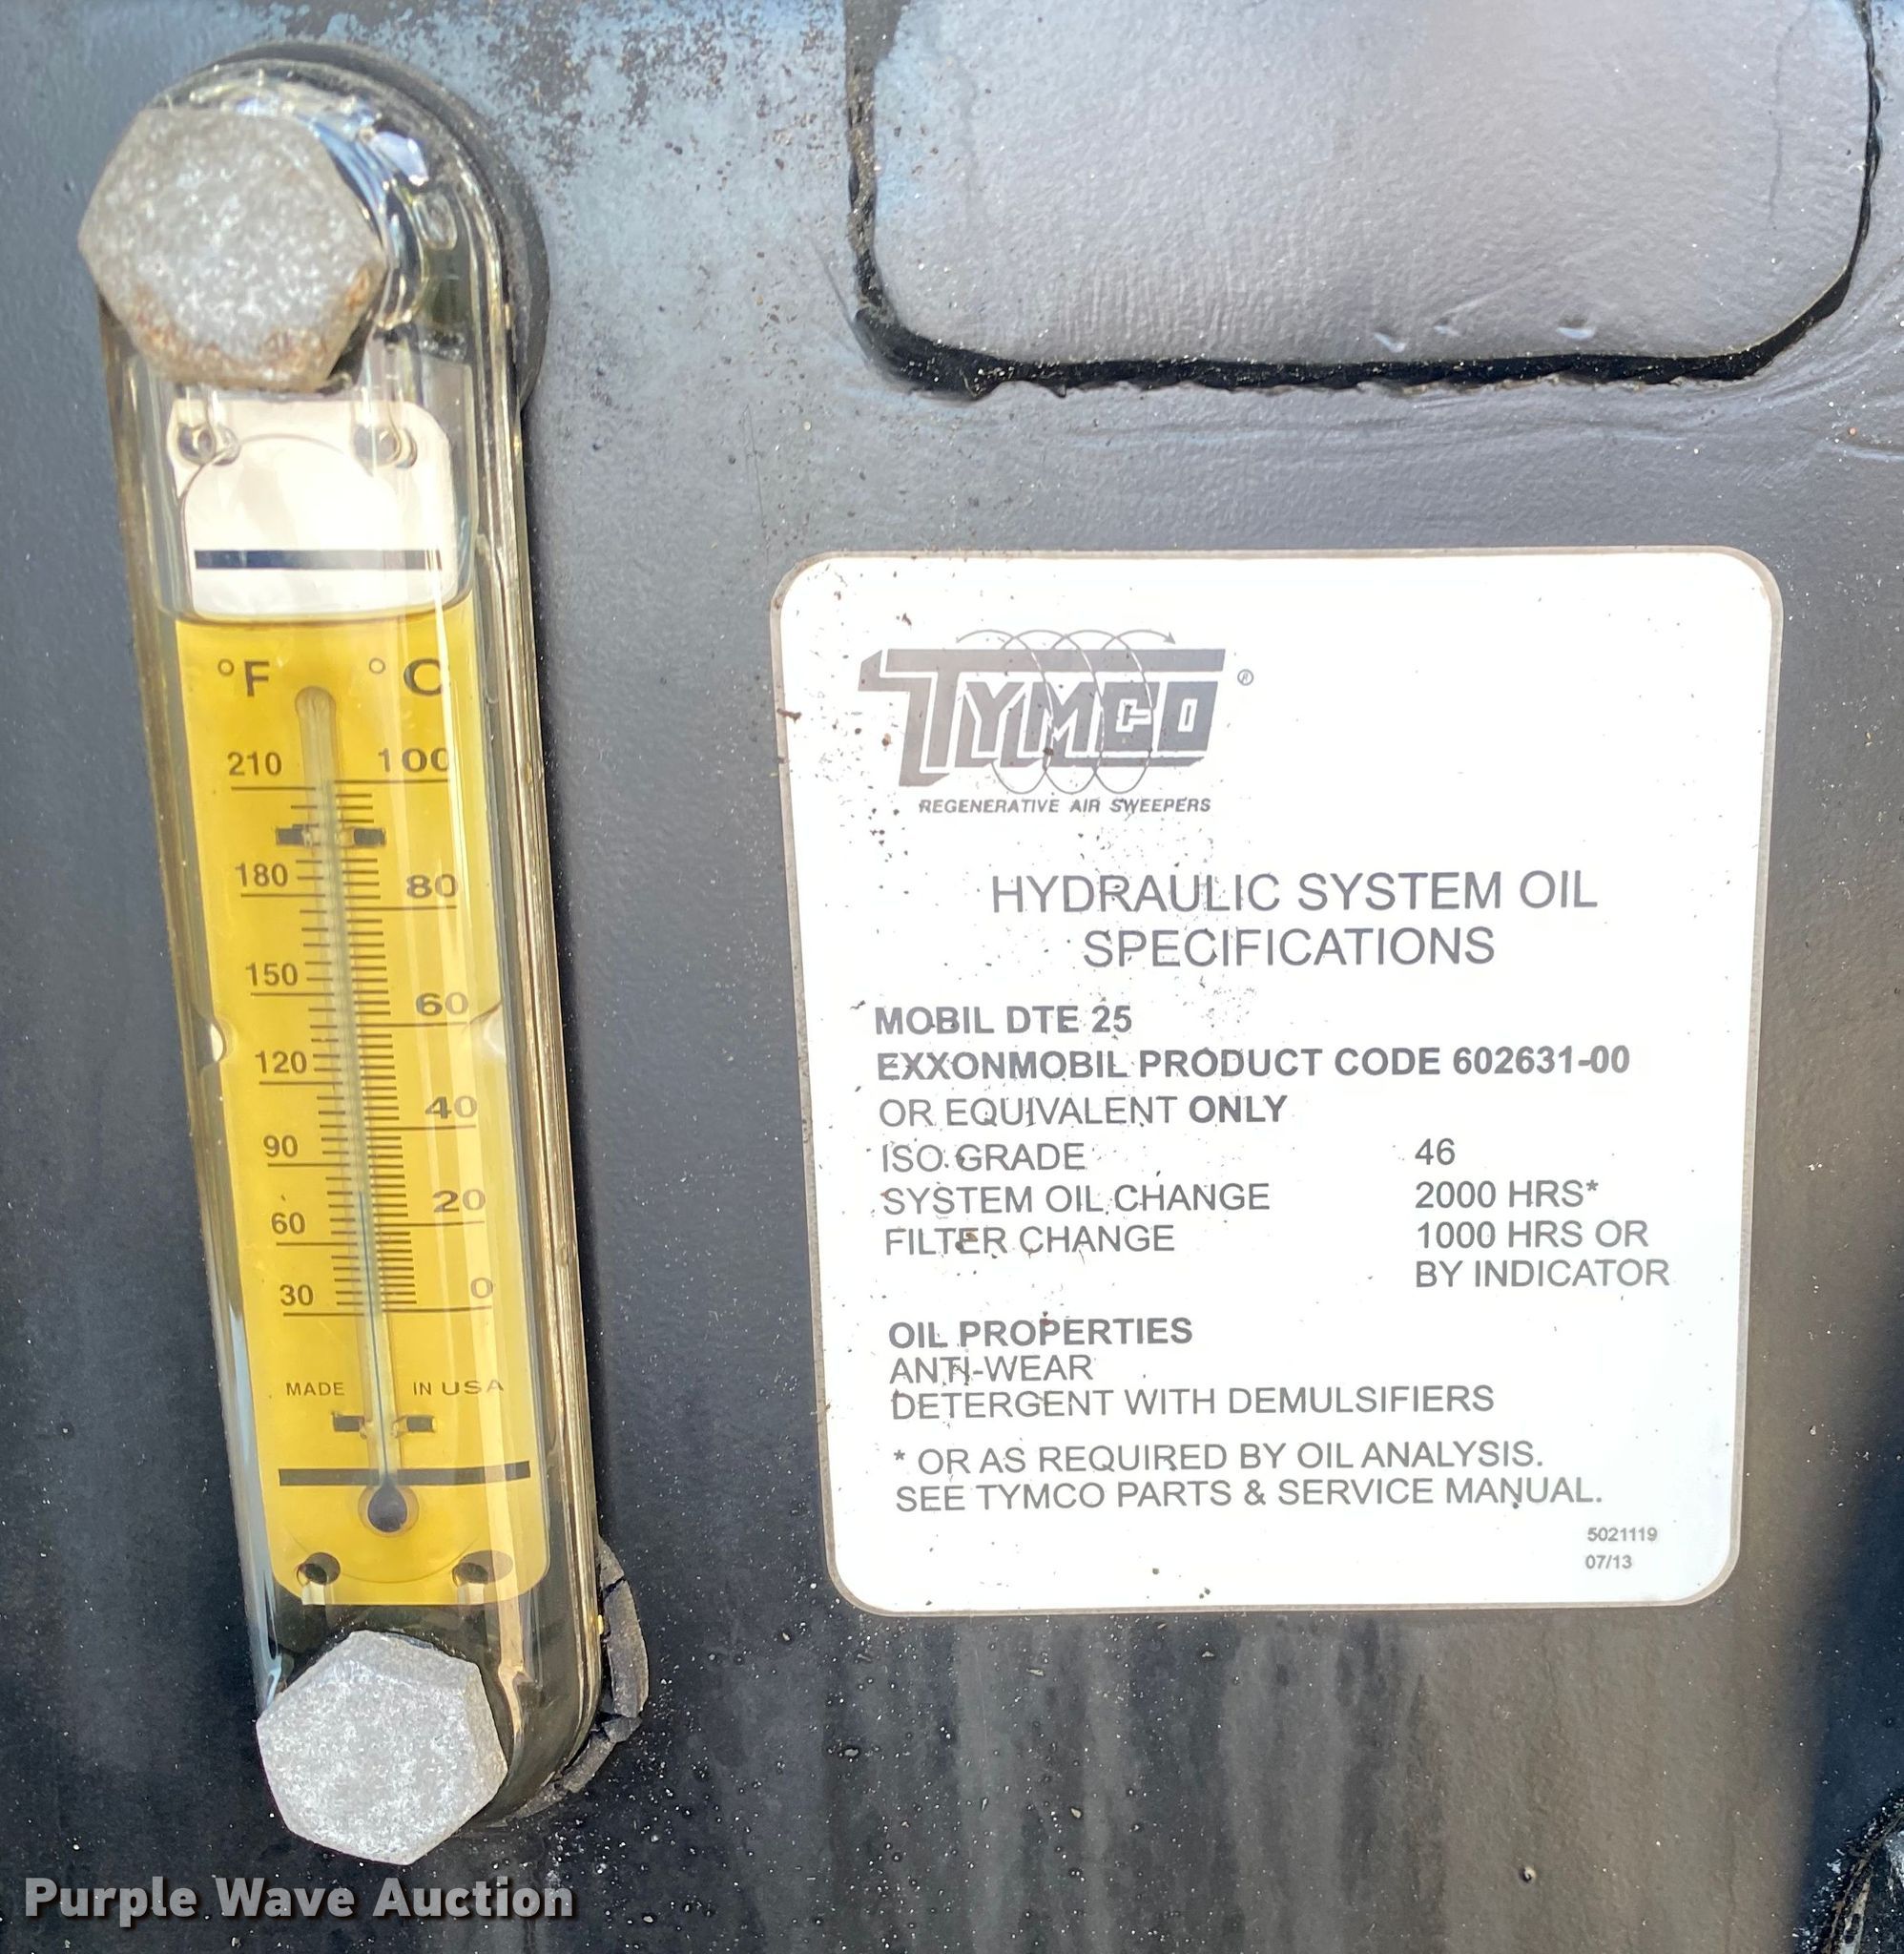 °F °C
210 100
180 80
150 60
120 40
90 20
60 0
30
MADE IN USA
TYMCO®
REGENERATIVE AIR SWEEPERS
HYDRAULIC SYSTEM OIL
SPECIFICATIONS
MOBIL DTE 25
EXXONMOBIL PRODUCT CODE 602631-00
OR EQUIVALENT ONLY
ISO GRADE 46
SYSTEM OIL CHANGE 2000 HRS*
FILTER CHANGE 1000 HRS OR
BY INDICATOR
OIL PROPERTIES
ANTI-WEAR
DETERGENT WITH DEMULSIFIERS
* OR AS REQUIRED BY OIL ANALYSIS.
SEE TYMCO PARTS & SERVICE MANUAL.
5021119
07/13
Purple Wave Auction